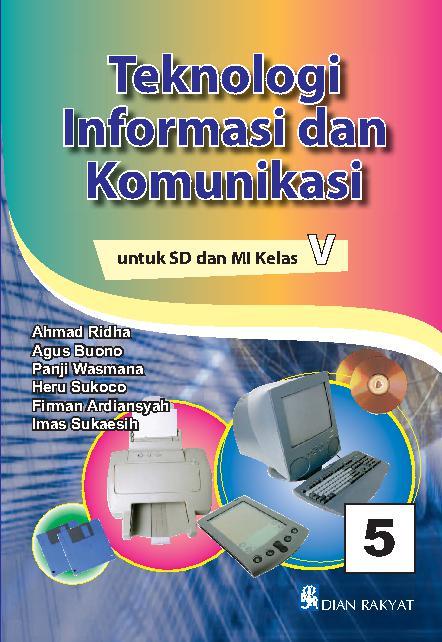 Teknologi
Informasi dan
Komunikasi
untuk SD dan MI Kelas V
Ahmad Ridha
Agus Buono
Panji Wasmana
Heru Sukoco
Firman Ardiansyah
Imas Sukaesih
5
DIAN RAKYAT